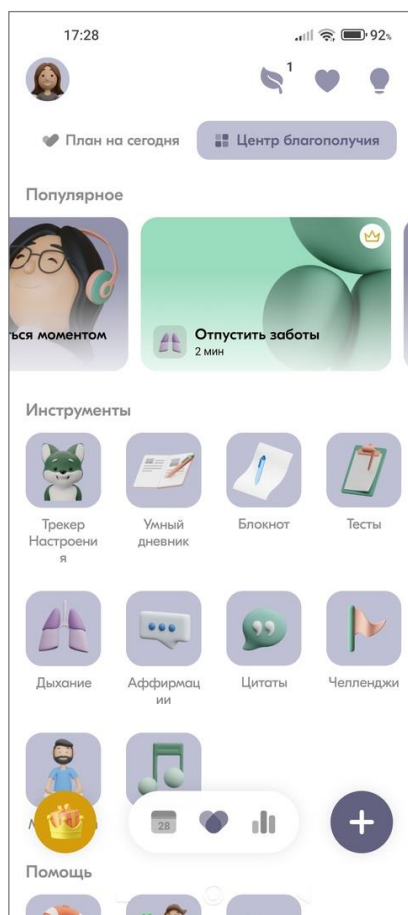 17:28
92%
1
План на сегодня
Центр благополучия
Популярное
ься моментом
Отпустить заботы
2 мин
Инструменты
Трекер
Настроени
я
Умный
дневник
Блокнот
Тесты
Дыхание
Аффирмац
ии
Цитаты
Челленджи
28
Помощь